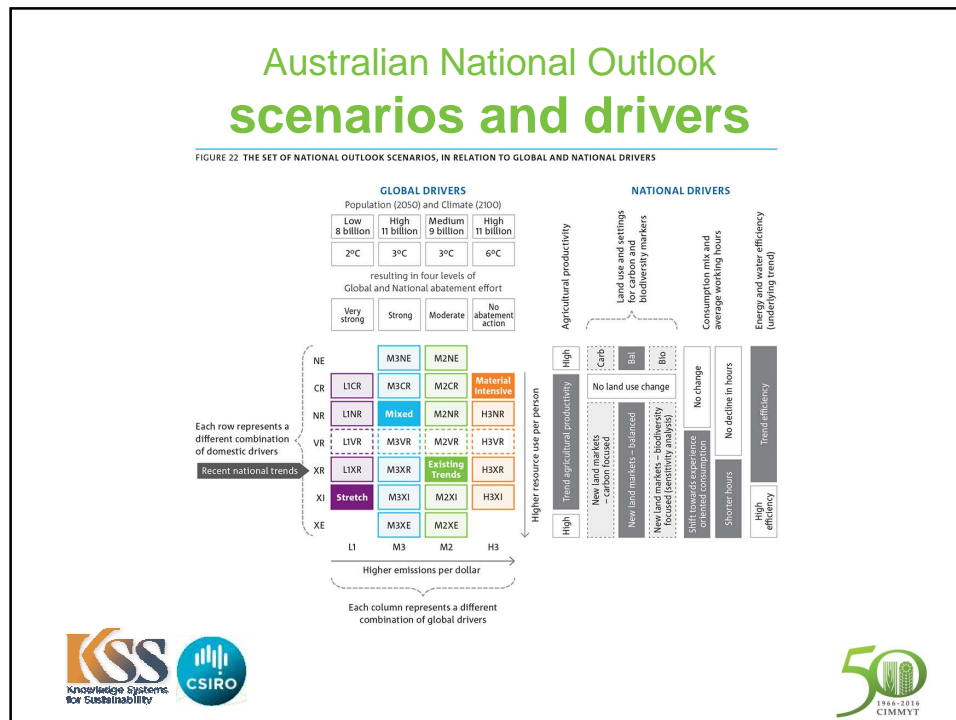 Australian National Outlook
scenarios and drivers
FIGURE 22 THE SET OF NATIONAL OUTLOOK SCENARIOS, IN RELATION TO GLOBAL AND NATIONAL DRIVERS
GLOBAL DRIVERS
Population (2050) and Climate (2100)
Low 8 billion
High 11 billion
Medium 9 billion
High 11 billion
2ºC 3ºC 3ºC 6ºC
resulting in four levels of
Global and National abatement effort
Very strong
Strong
Moderate
No abatement action
NE M3NE M2NE
CR L1CR M3CR M2CR Material Intensive
NR L1NR Mixed M2NR H3NR
VR L1VR M3VR M2VR H3VR
XR L1XR M3XR Existing Trends H3XR
XI Stretch M3XI M2XI H3XI
XE M3XE M2XE
L1 M3 M2 H3
Each row represents a
different combination
of domestic drivers
Recent national trends
Higher emissions per dollar
Each column represents a different
combination of global drivers
Higher resource use per person
NATIONAL DRIVERS
Agricultural productivity
Land use and settings
for carbon and
biodiversity markers
Consumption mix and
average working hours
Energy and water efficiency
(underlying trend)
High
Trend agricultural productivity
High
Carb
Bal
Bio
No land use change
New land markets
– carbon focused
New land markets – balanced
New land markets – biodiversity
focused (sensitivity analysis)
No change
Shift towards experience
oriented consumption
No decline in hours
Shorter hours
Trend efficiency
High
efficiency
KSS
Knowledge Systems
for Sustainability
CSIRO
50
1966-2016
CIMMYT